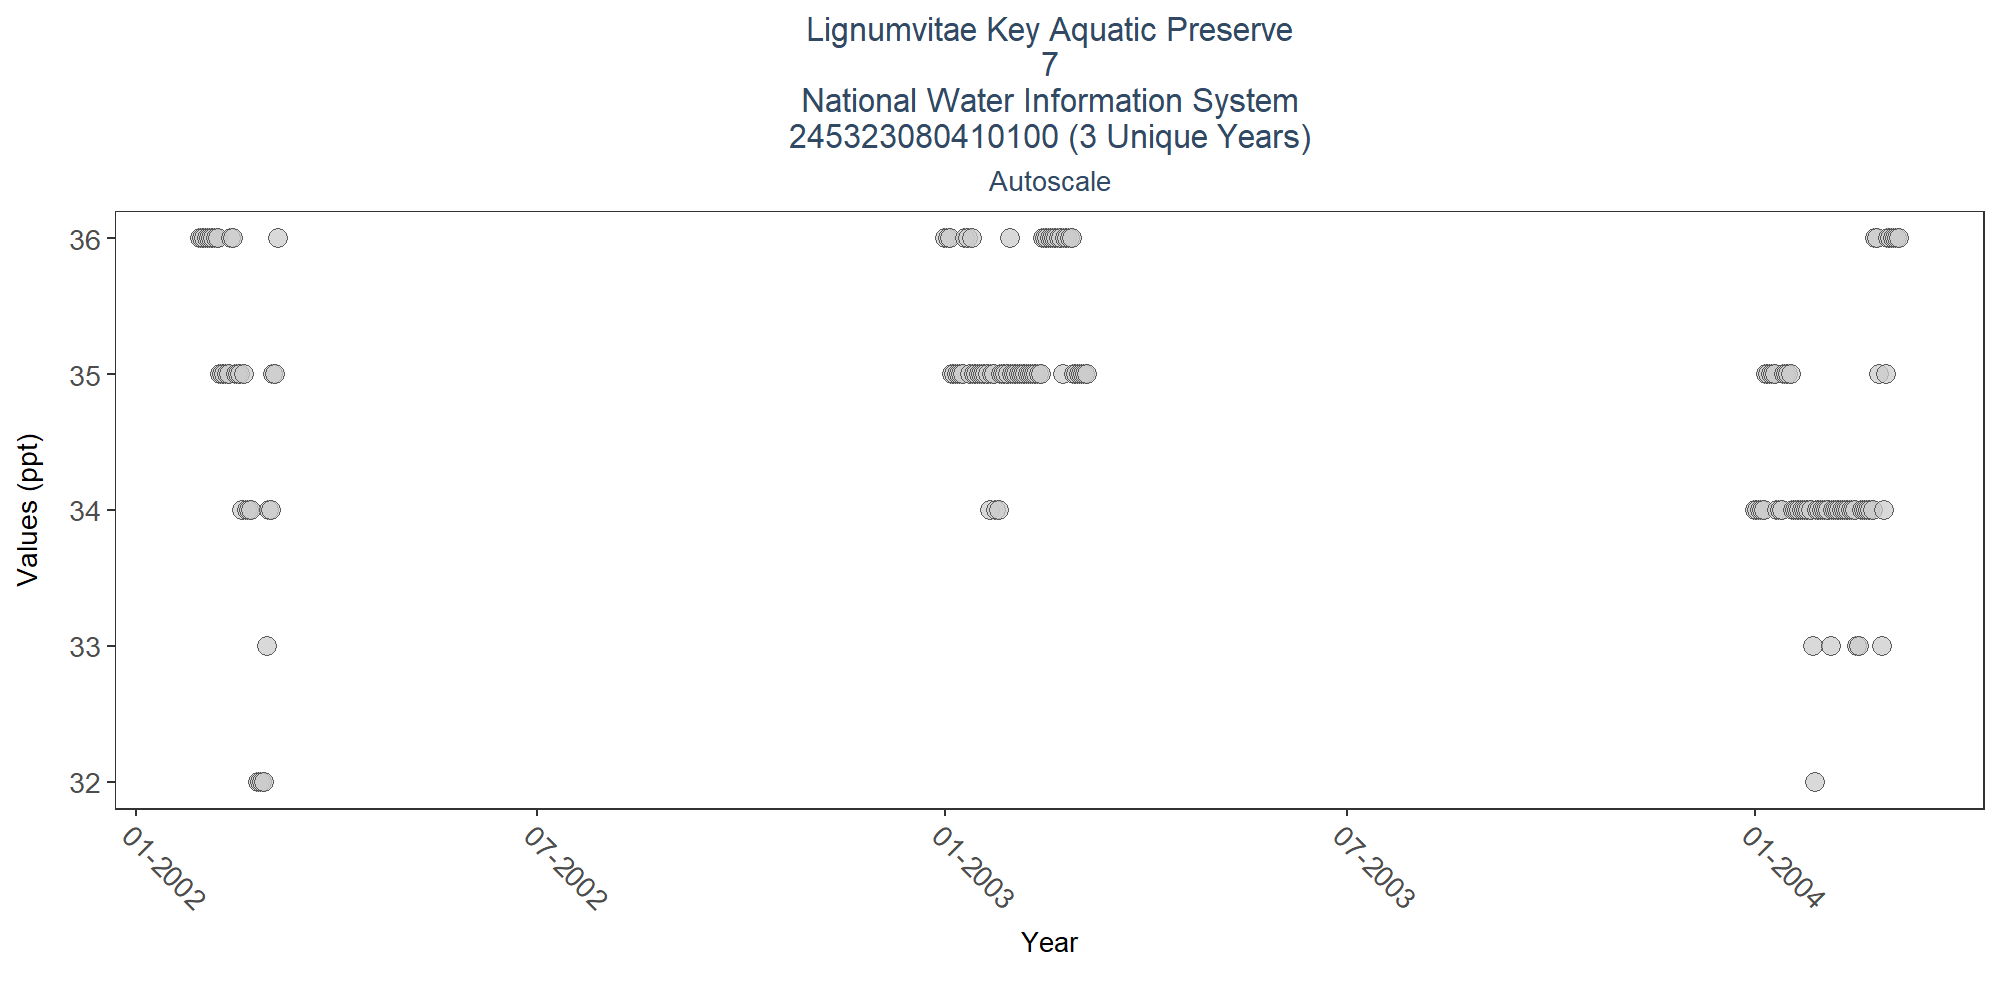 Lignumvitae Key Aquatic Preserve
7
National Water Information System
245323080410100 (3 Unique Years)
Autoscale
36
35
34
33
32
Values (ppt)
01-2002
07-2002
01-2003
07-2003
01-2004
Year